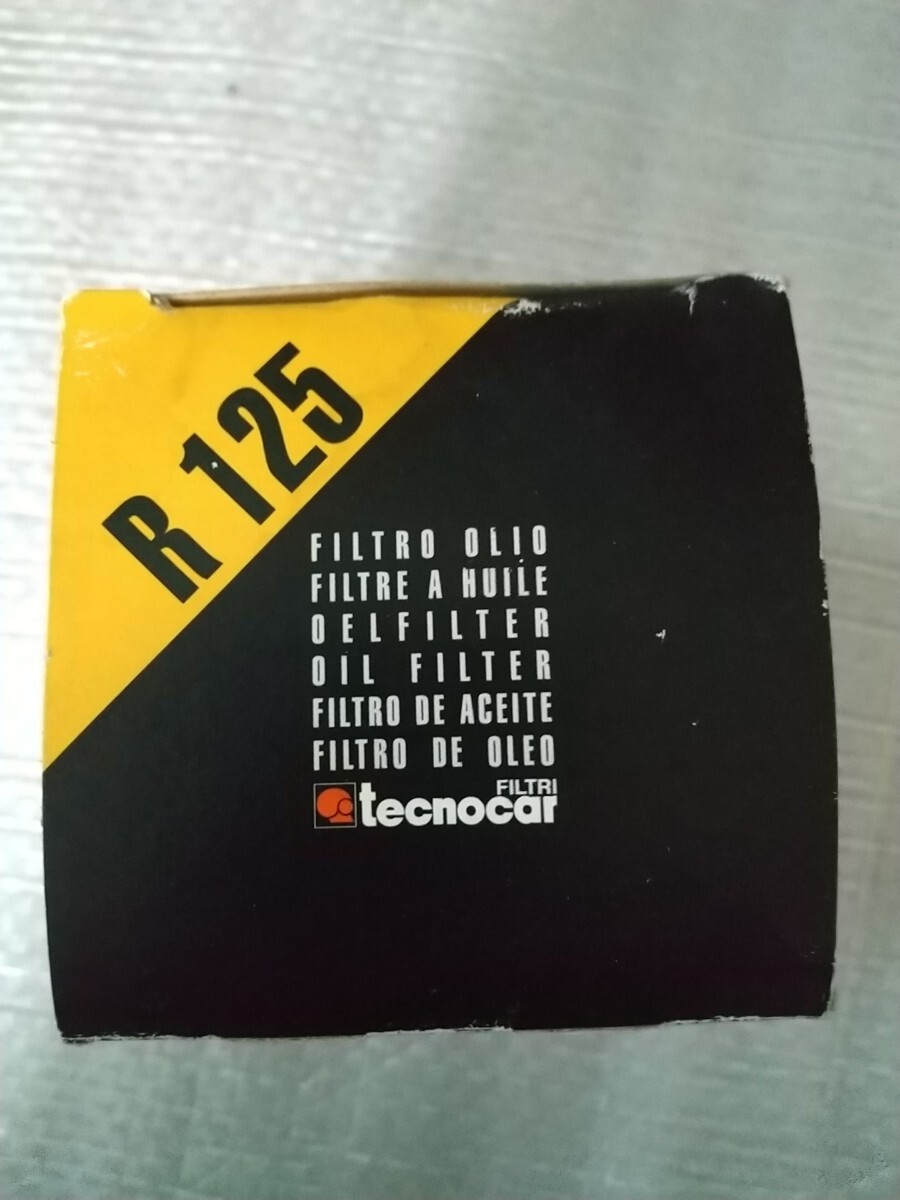 R 125
FILTRO OLIO
FILTRE A HUILE
OELFILTER
OIL FILTER
FILTRO DE ACEITE
FILTRO DE OLEO
FILTRI
tecnocar